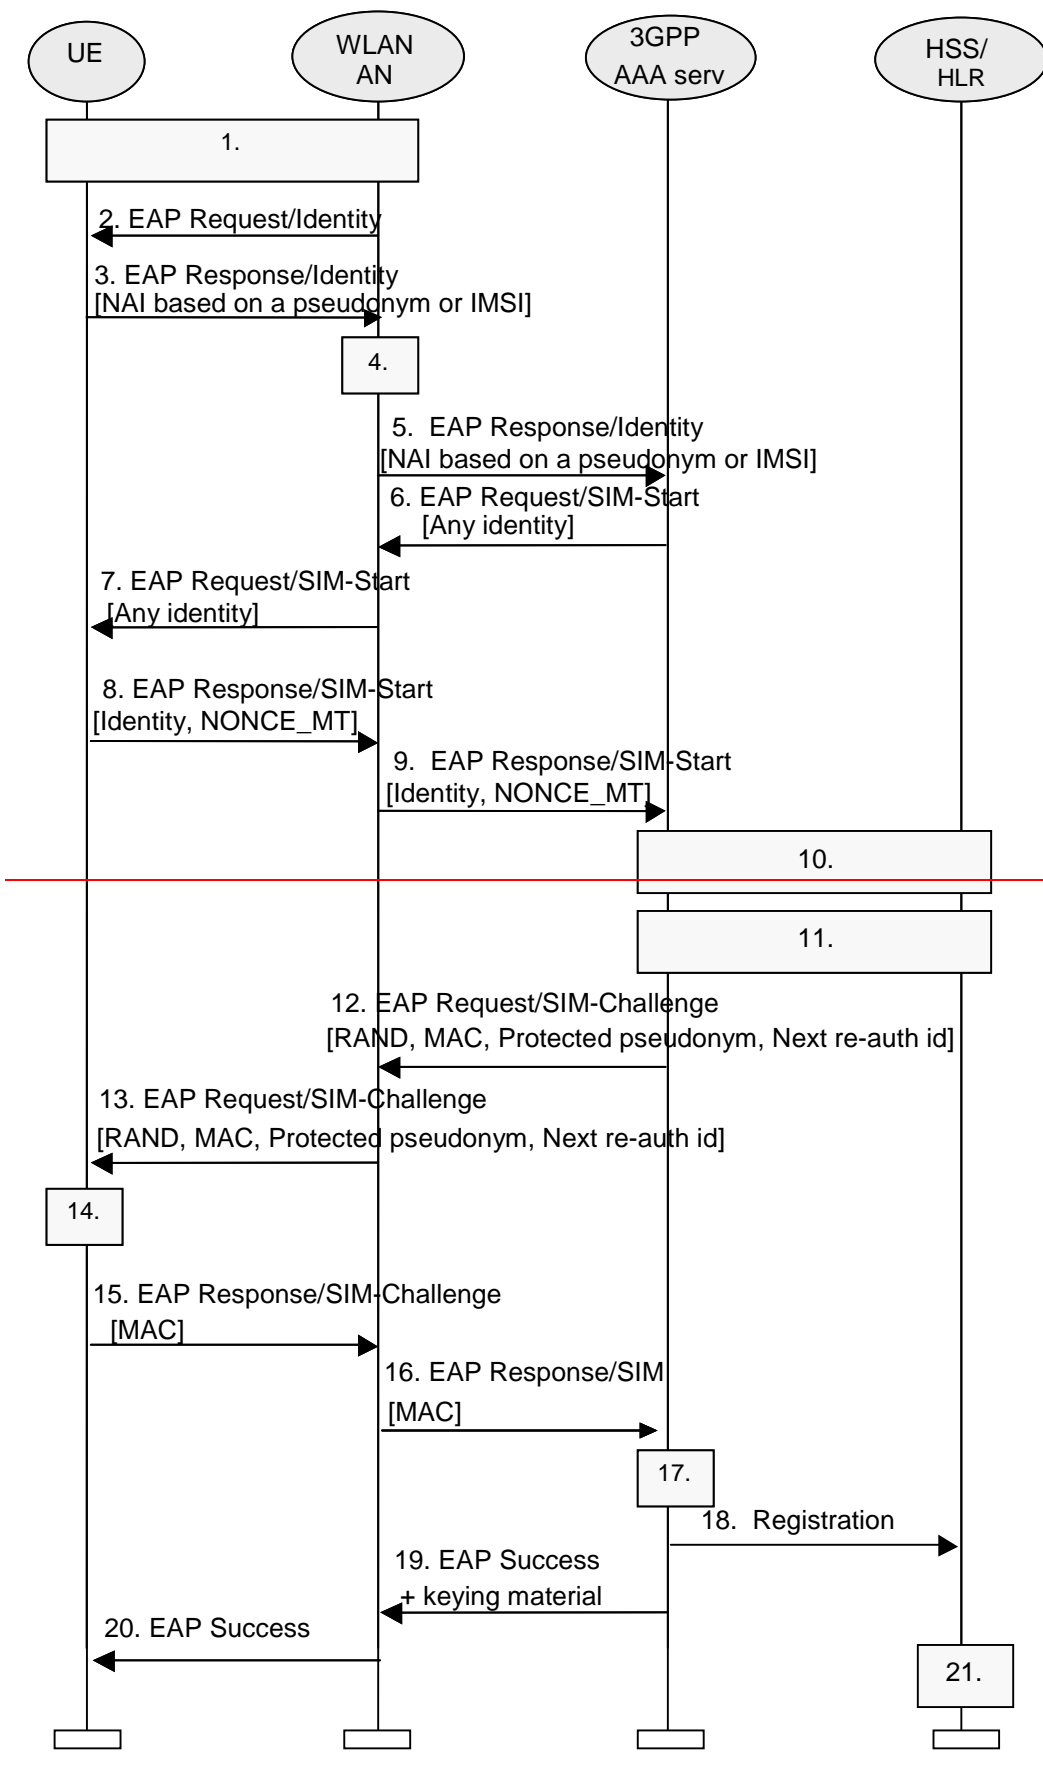 UE
WLAN
AN
3GPP
AAA serv
HSS/
HLR
1.
2. EAP Request/Identity
3. EAP Response/Identity
[NAI based on a pseudonym or IMSI]
4.
5. EAP Response/Identity
[NAI based on a pseudonym or IMSI]
6. EAP Request/SIM-Start
[Any identity]
7. EAP Request/SIM-Start
[Any identity]
8. EAP Response/SIM-Start
[Identity, NONCE_MT]
9. EAP Response/SIM-Start
[Identity, NONCE_MT]
10.
11.
12. EAP Request/SIM-Challenge
[RAND, MAC, Protected pseudonym, Next re-auth id]
13. EAP Request/SIM-Challenge
[RAND, MAC, Protected pseudonym, Next re-auth id]
14.
15. EAP Response/SIM-Challenge
[MAC]
16. EAP Response/SIM
[MAC]
17.
18. Registration
19. EAP Success
+ keying material
20. EAP Success
21.